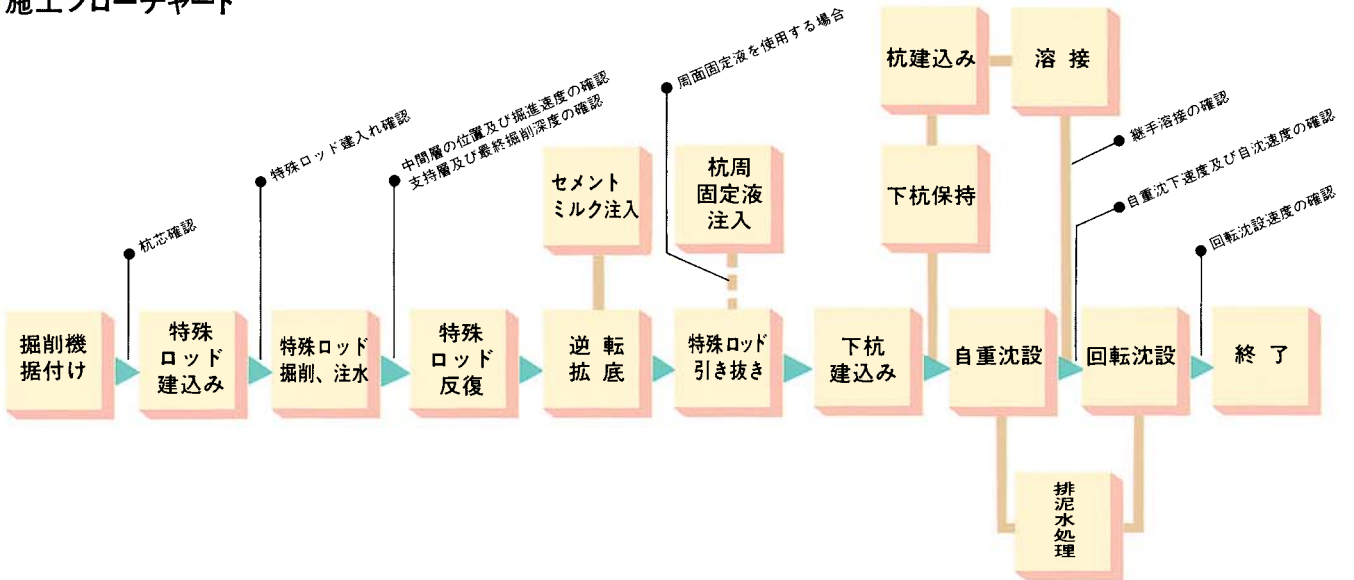 施工フローチャート
周面固定液を使用する場合
杭建込み
溶 接
中間層の位置及び掘進速度の確認
支持層及び最終掘削深度の確認
特殊ロッド建入れ確認
杭芯確認
セメント
ミルク注入
杭周
固定液
注入
下杭保持
継手溶接の確認
自重沈下速度及び自沈速度の確認
回転沈設速度の確認
掘削機
据付け
特殊
ロッド
建込み
特殊ロッド
掘削、注水
特殊
ロッド
反復
逆 転
拡 底
特殊ロッド
引き抜き
下杭
建込み
自重沈設
回転沈設
終 了
排泥水処理